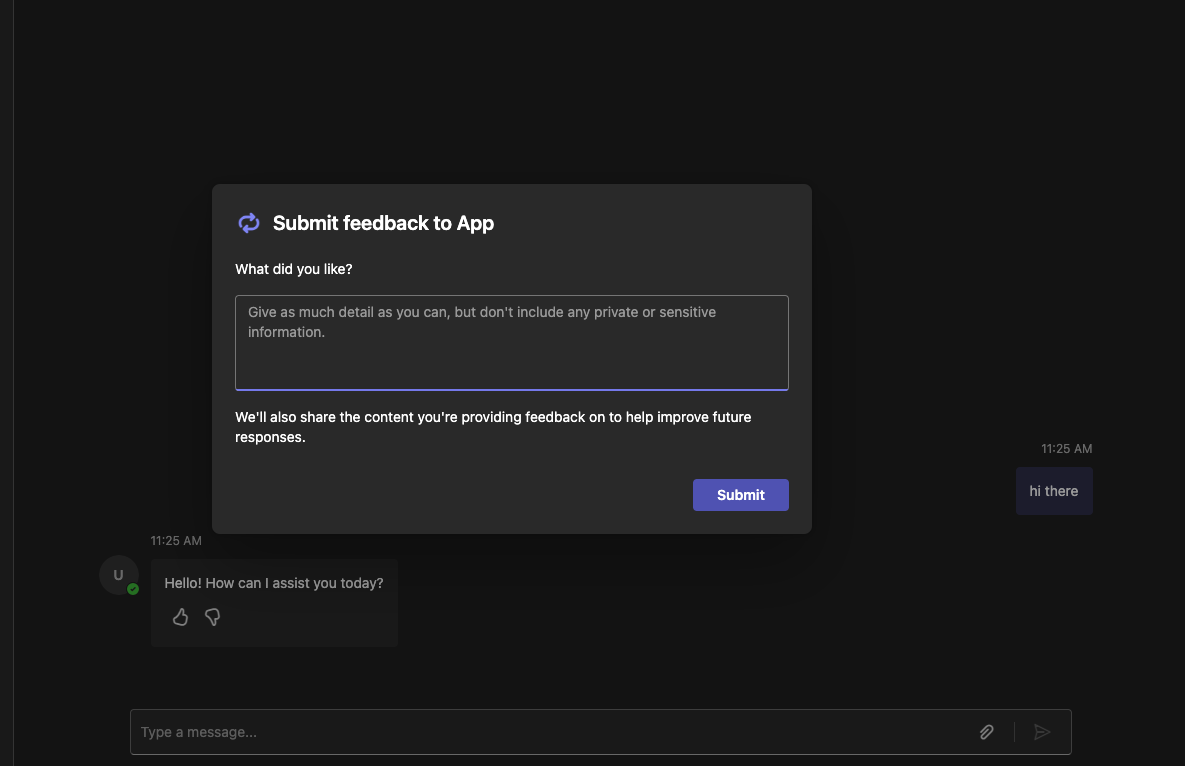 Submit feedback to App
What did you like?
Give as much detail as you can, but don't include any private or sensitive
information.
We'll also share the content you're providing feedback on to help improve future
responses.
Submit
11:25 AM
hi there
11:25 AM
U
Hello! How can I assist you today?
Type a message...